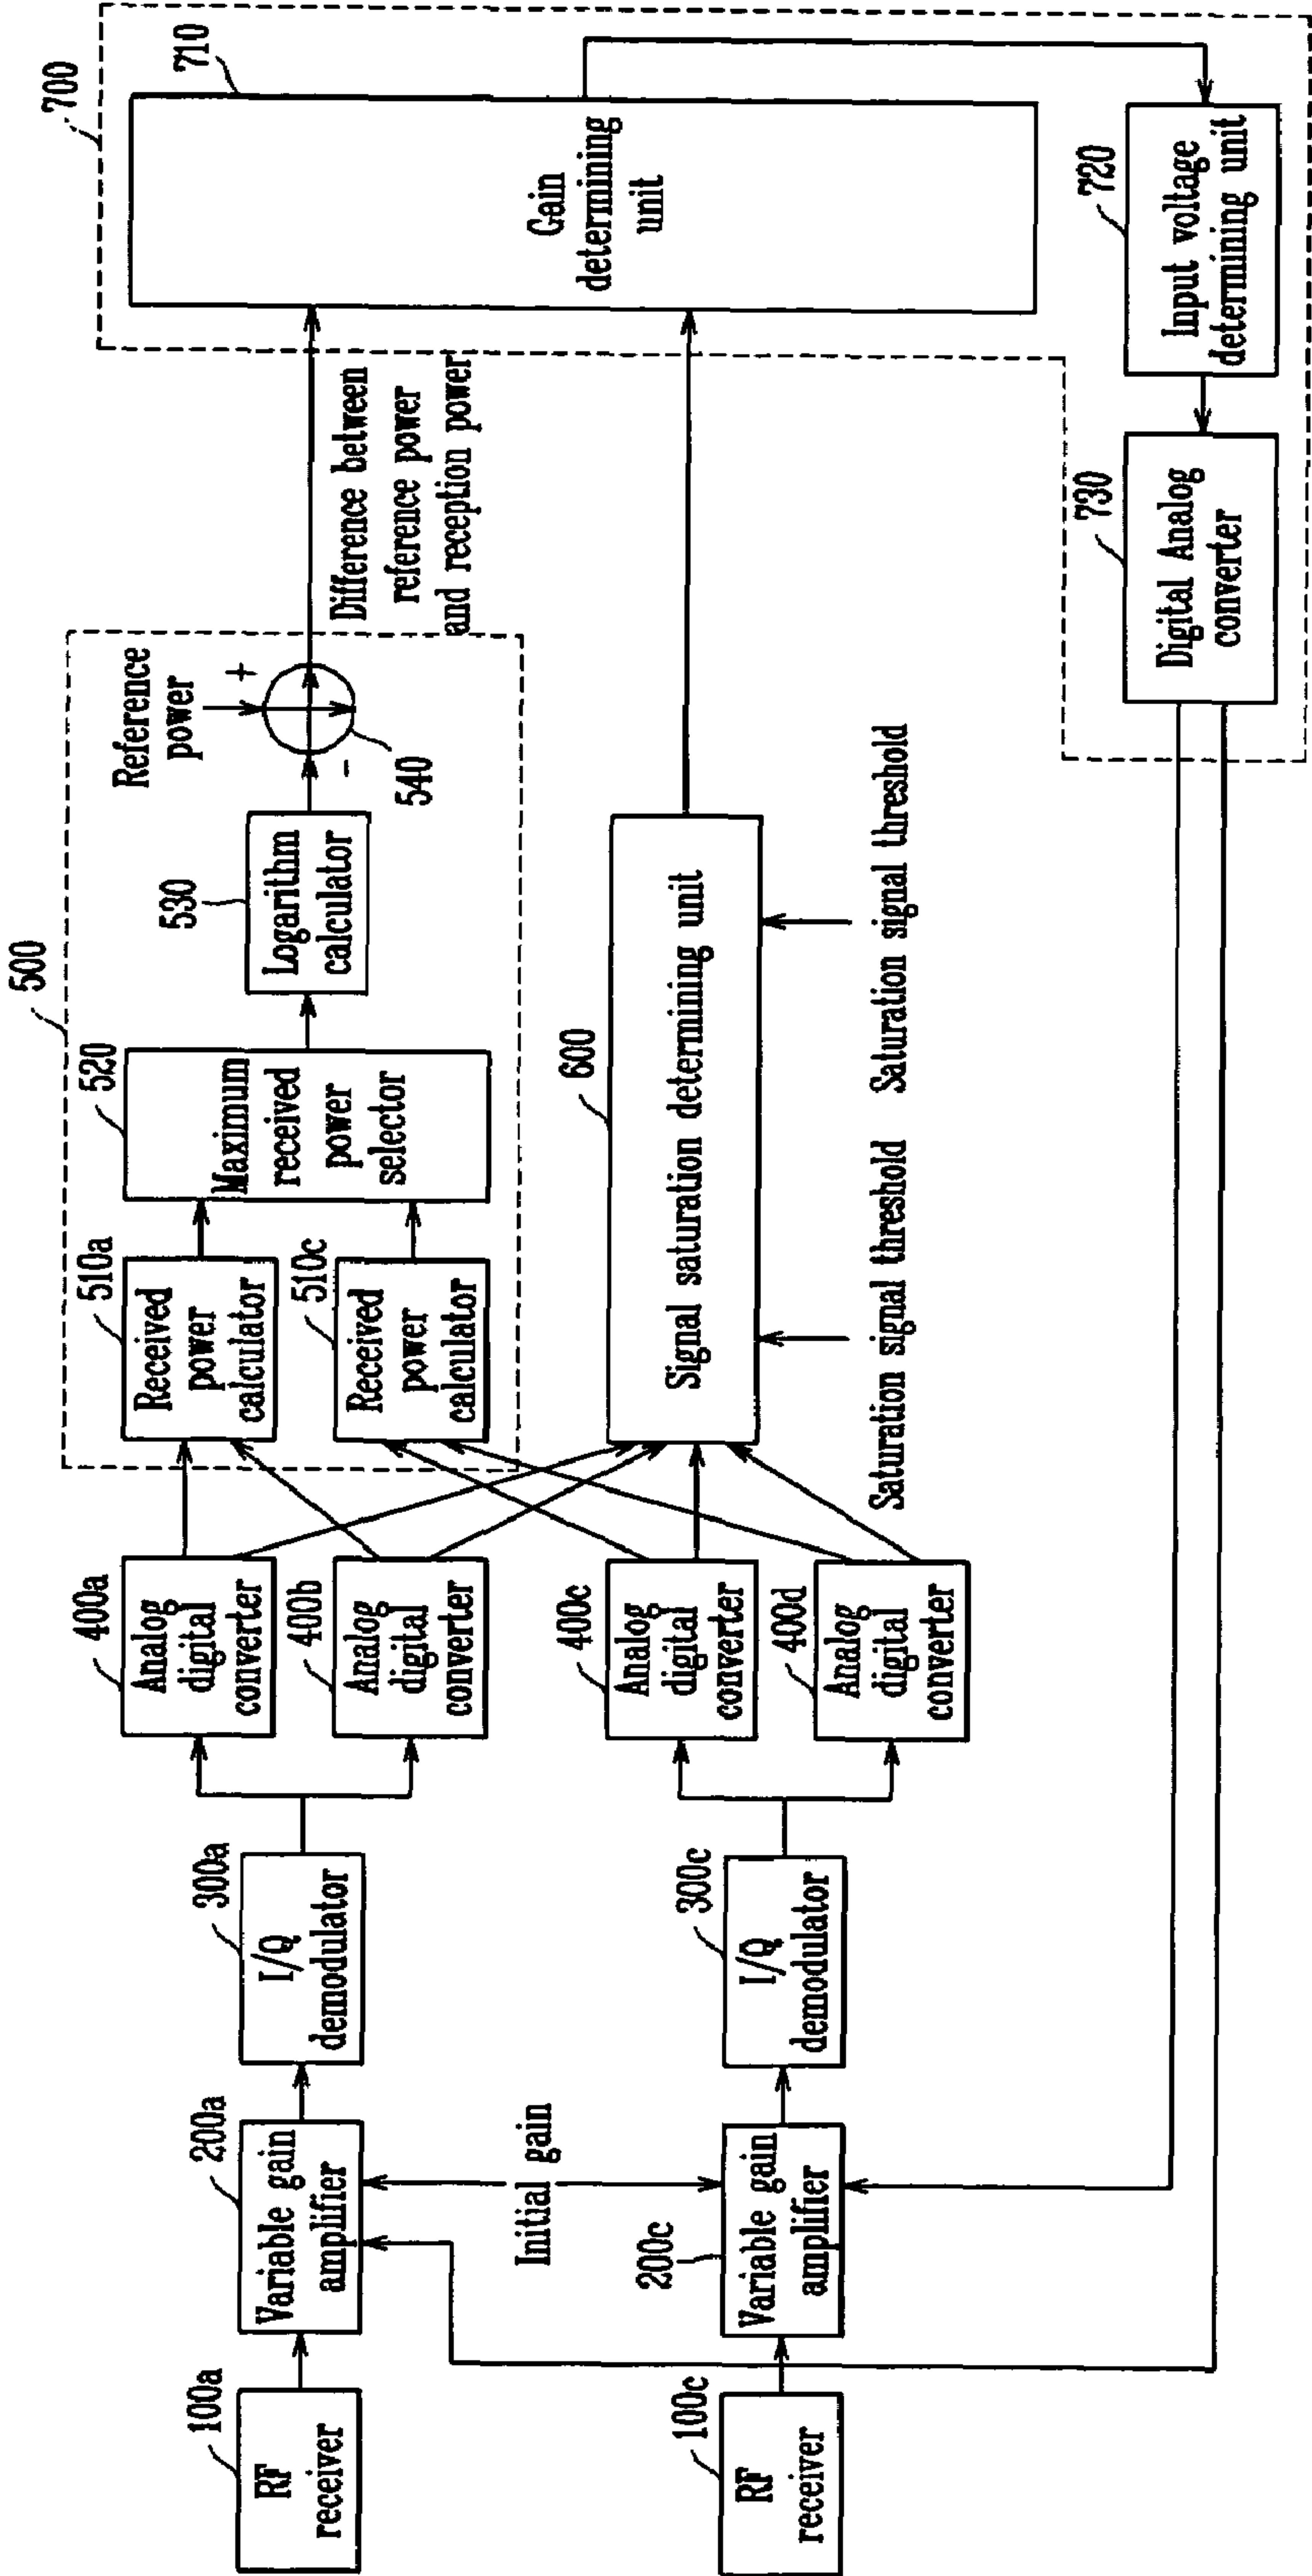 100a
RF
receiver
200a
Variable gain
amplifier
300a
I/Q
demodulator
400a
Analog
digital
converter
400b
Analog
digital
converter
500
510a
Received
power
calculator
510c
Received
power
calculator
520
Maximum
received
power
selector
530
Logarithm
calculator
Reference
power
+
-
540
Difference between
reference power
and reception power
700
710
Gain
determining
unit
Initial gain
100c
RF
receiver
200c
Variable gain
amplifier
300c
I/Q
demodulator
400c
Analog
digital
converter
400d
Analog
digital
converter
600
Signal saturation determining unit
Saturation signal threshold
Saturation signal threshold
730
Digital Analog
converter
720
Input voltage
determining unit